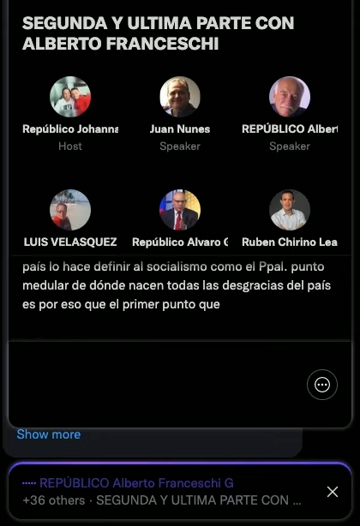 SEGUNDA Y ULTIMA PARTE CON
ALBERTO FRANCESCHI
Repúblico Johanna
Juan Nunes
REPÚBLICO Albert
Host
Speaker
Speaker
LUIS VELASQUEZ
Repúblico Alvaro G
Ruben Chirino Lea
país lo hace definir al socialismo como el Ppal. punto
medular de dónde nacen todas las desgracias del país
es por eso que el primer punto que
Show more
REPÚBLICO Alberto Franceschi G
+36 others · SEGUNDA Y ULTIMA PARTE CON ...